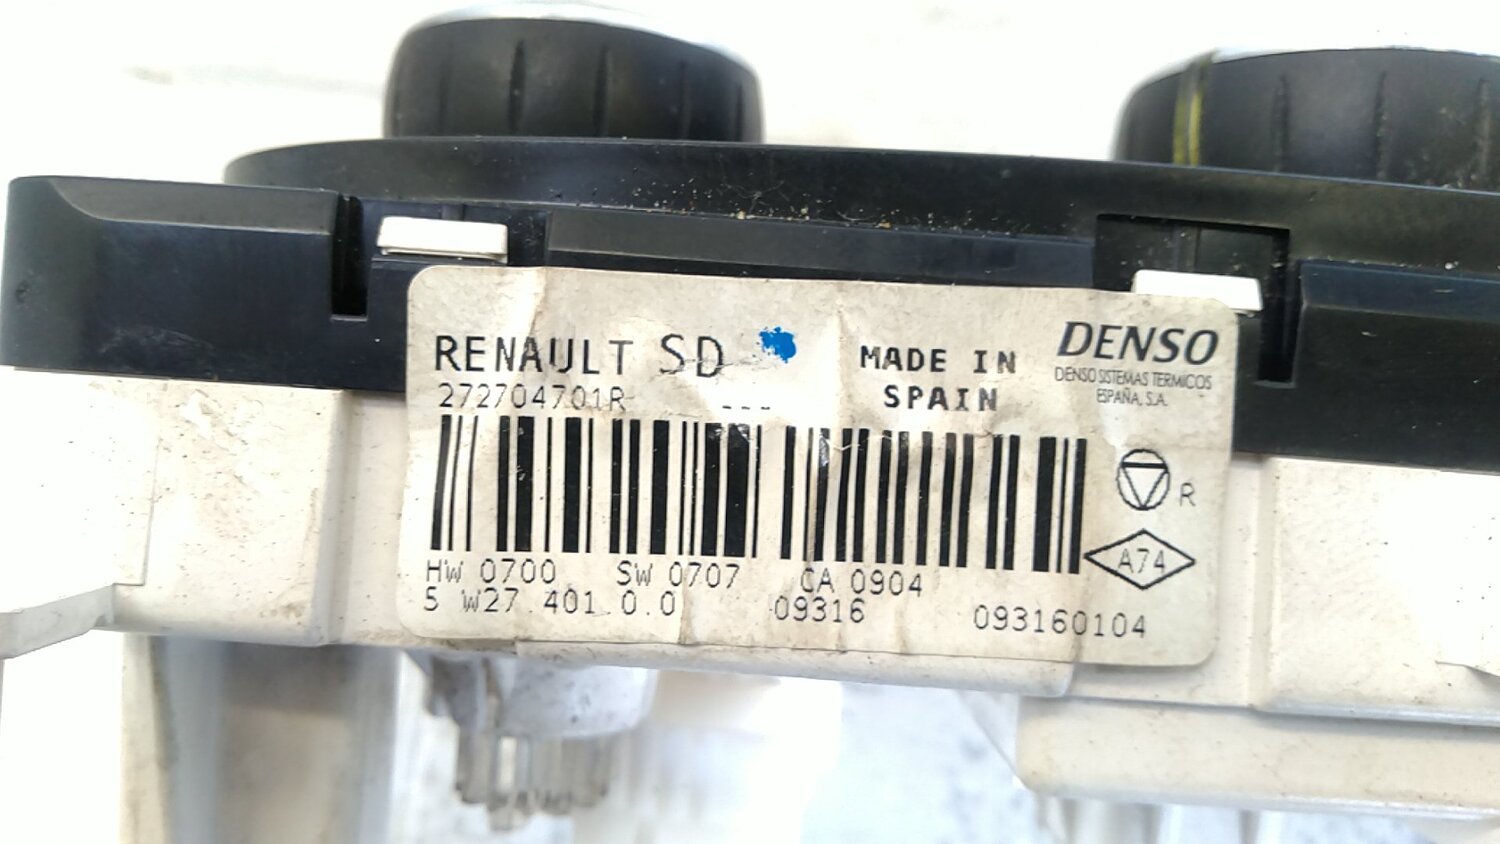 RENAULT SD
272704701R
MADE IN
SPAIN
DENSO
DENSO SISTEMAS TERMICOS
ESPAÑA, S.A.
R
A74
HW 0700 SW 0707 CA 0904
5 W27 401 0.0 09316 093160104